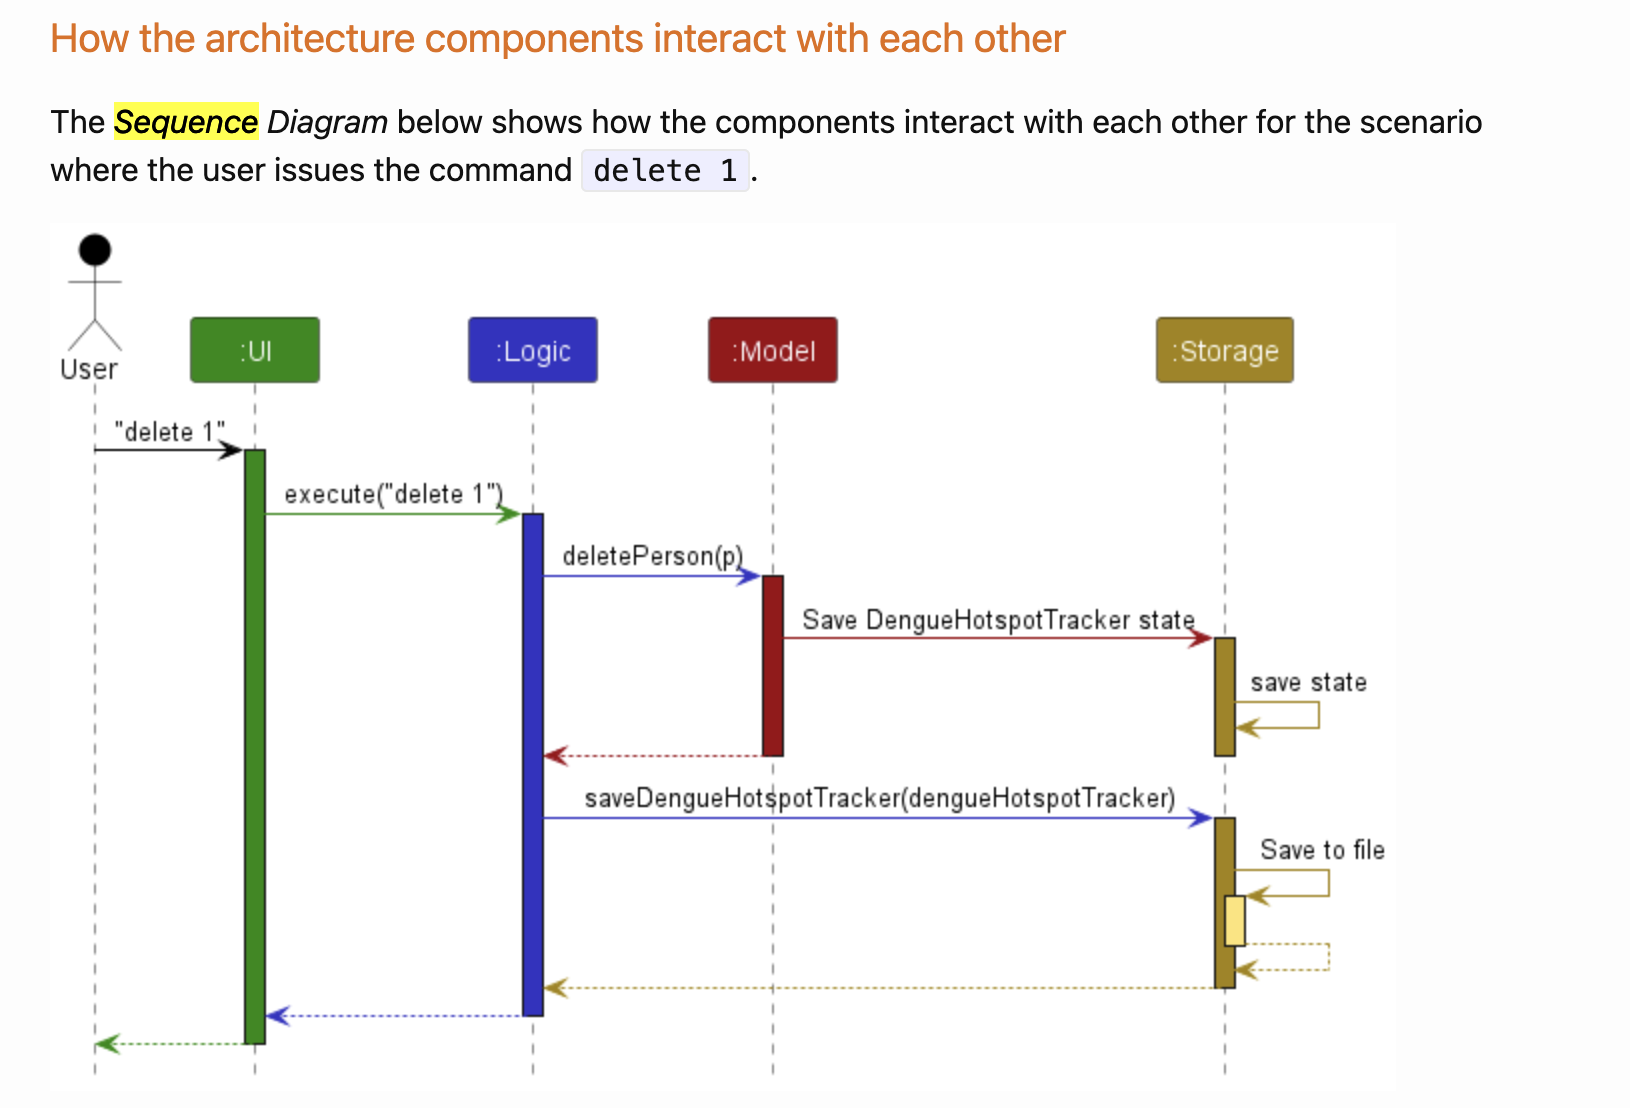 How the architecture components interact with each other
The Sequence Diagram below shows how the components interact with each other for the scenario
where the user issues the command delete 1.
User
:UI
:Logic
:Model
:Storage
"delete 1"
execute("delete 1")
deletePerson(p)
Save DengueHotspotTracker state
save state
saveDengueHotspotTracker(dengueHotspotTracker)
Save to file